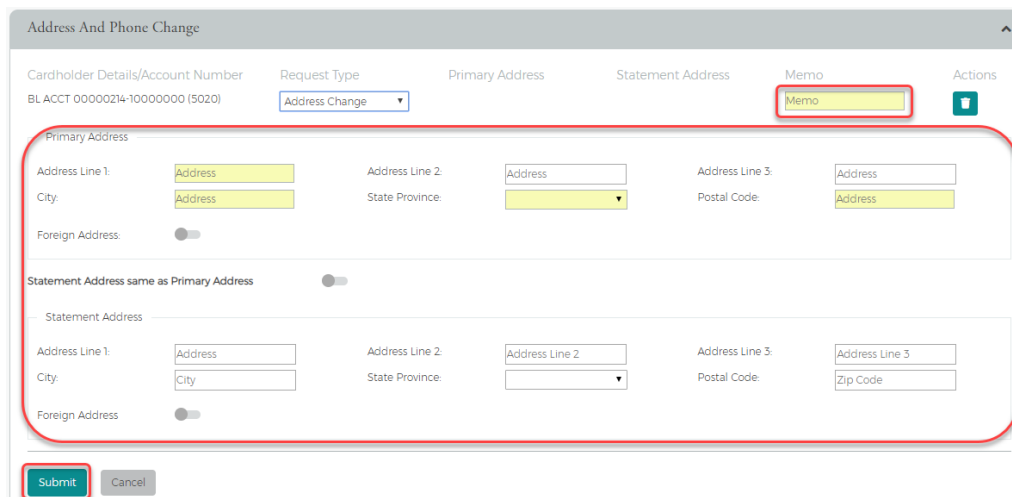 Address And Phone Change
Cardholder Details/Account Number Request Type Primary Address Statement Address Memo Actions
BL ACCT 00000214-10000000 (5020) Address Change Memo
Primary Address
Address Line 1: Address Address Line 2: Address Address Line 3: Address
City: Address State Province: Postal Code: Address
Foreign Address:
Statement Address same as Primary Address
Statement Address
Address Line 1: Address Address Line 2: Address Line 2 Address Line 3: Address Line 3
City: City State Province: Postal Code: Zip Code
Foreign Address
Submit Cancel